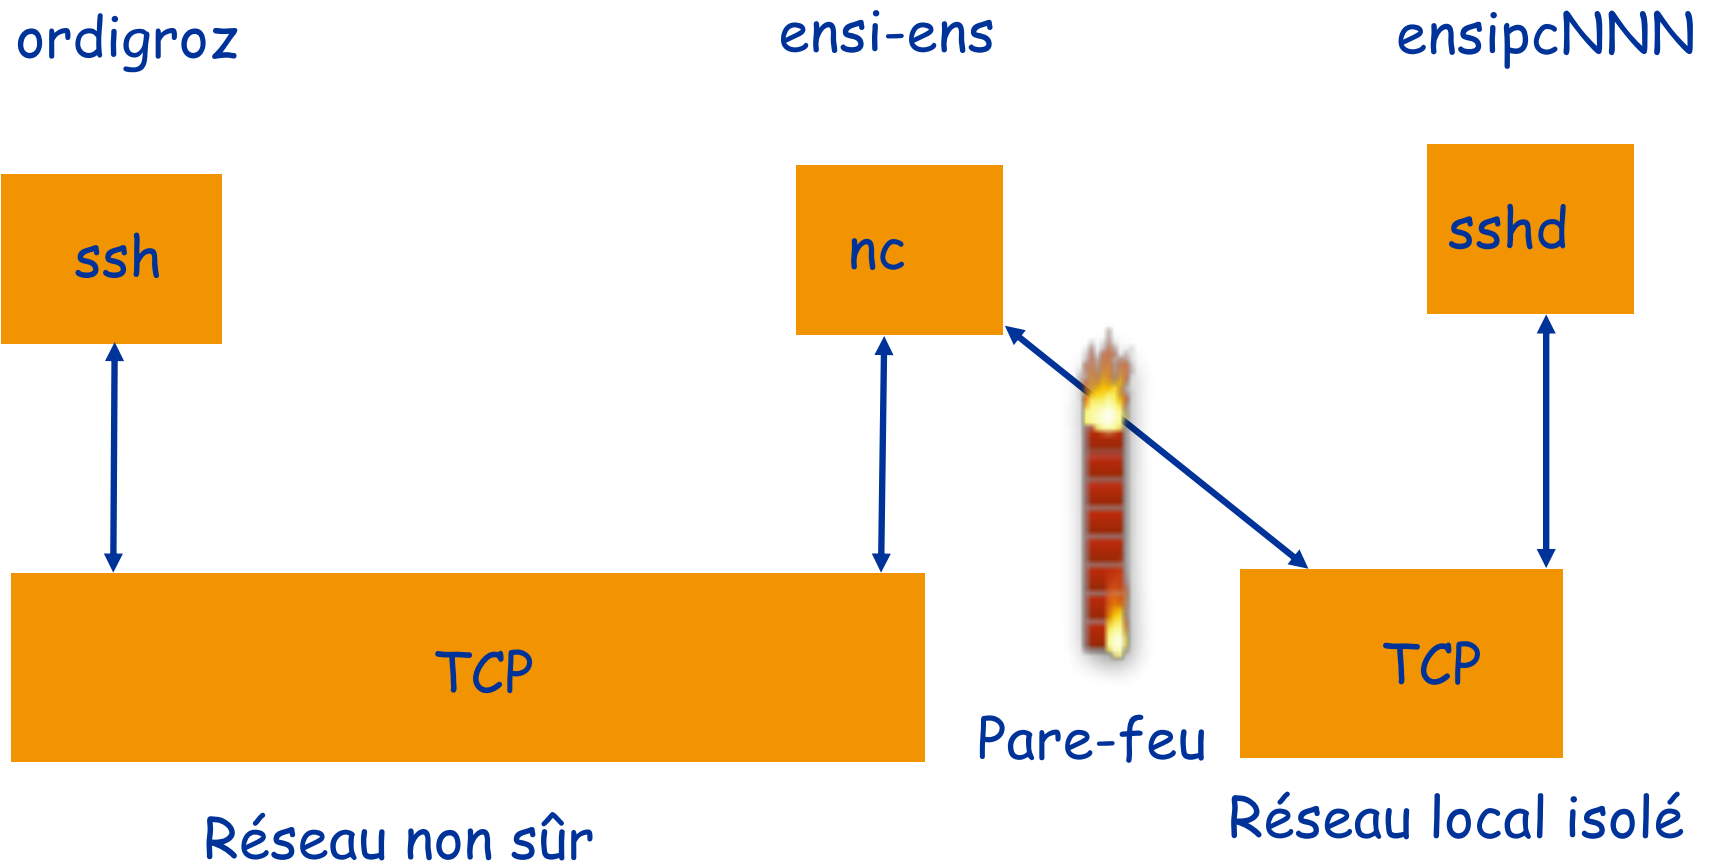 ordigroz
ensi-ens
ensipcNNN
ssh
nc
sshd
TCP
TCP
Pare-feu
Réseau non sûr
Réseau local isolé